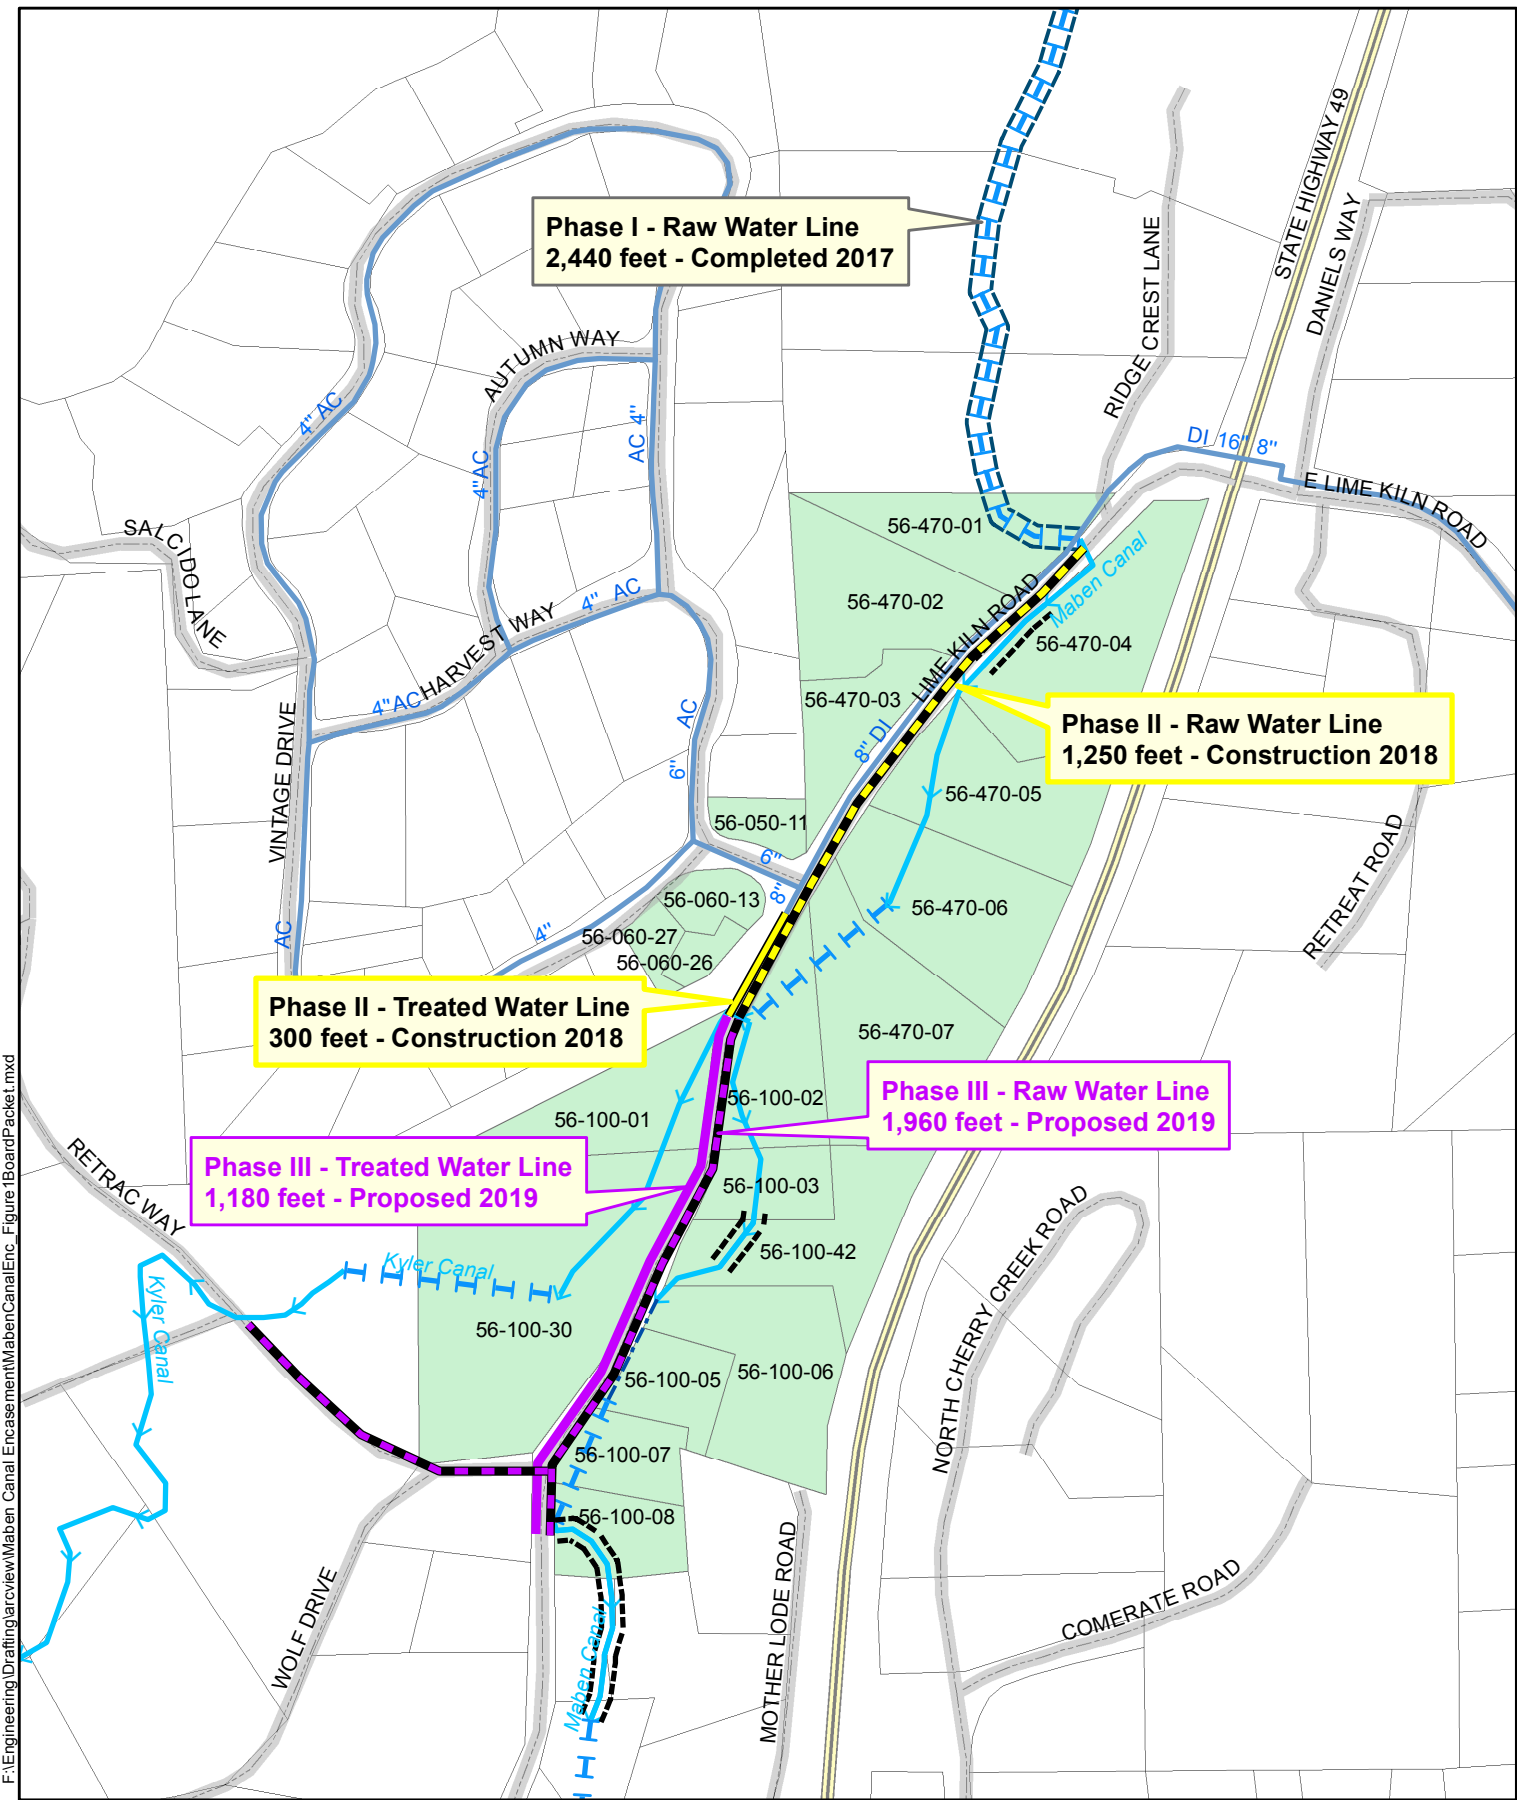 Phase I - Raw Water Line
2,440 feet - Completed 2017
STATE HIGHWAY 49
DANIELS WAY
RIDGE CREST LANE
AUTUMN WAY
4" AC
AC 4"
4"AC
DI 16" 8"
E LIME KILN ROAD
SALCIDO LANE
56-470-01
Maben Canal
56-470-02
LIME KILN ROAD
56-470-04
4" AC
HARVEST WAY
4"AC
56-470-03
AC
6"
8" DI
Phase II - Raw Water Line
1,250 feet - Construction 2018
VINTAGE DRIVE
56-470-05
56-050-11
6"
8"
RETREAT ROAD
56-060-13
56-470-06
AC
4"
56-060-27
56-060-26
Phase II - Treated Water Line
300 feet - Construction 2018
56-470-07
Phase III - Raw Water Line
1,960 feet - Proposed 2019
56-100-02
56-100-01
RETRAC WAY
Phase III - Treated Water Line
1,180 feet - Proposed 2019
56-100-03
56-100-42
NORTH CHERRY CREEK ROAD
Kyler Canal
Kyler Canal
56-100-30
56-100-05
56-100-06
56-100-07
56-100-08
WOLF DRIVE
Maben Canal
MOTHER LODE ROAD
COMERATE ROAD
F:\Engineering\Drafting\arcview\Maben Canal Encasement\MabenCanalEnc_Figure1BoardPacket.mxd